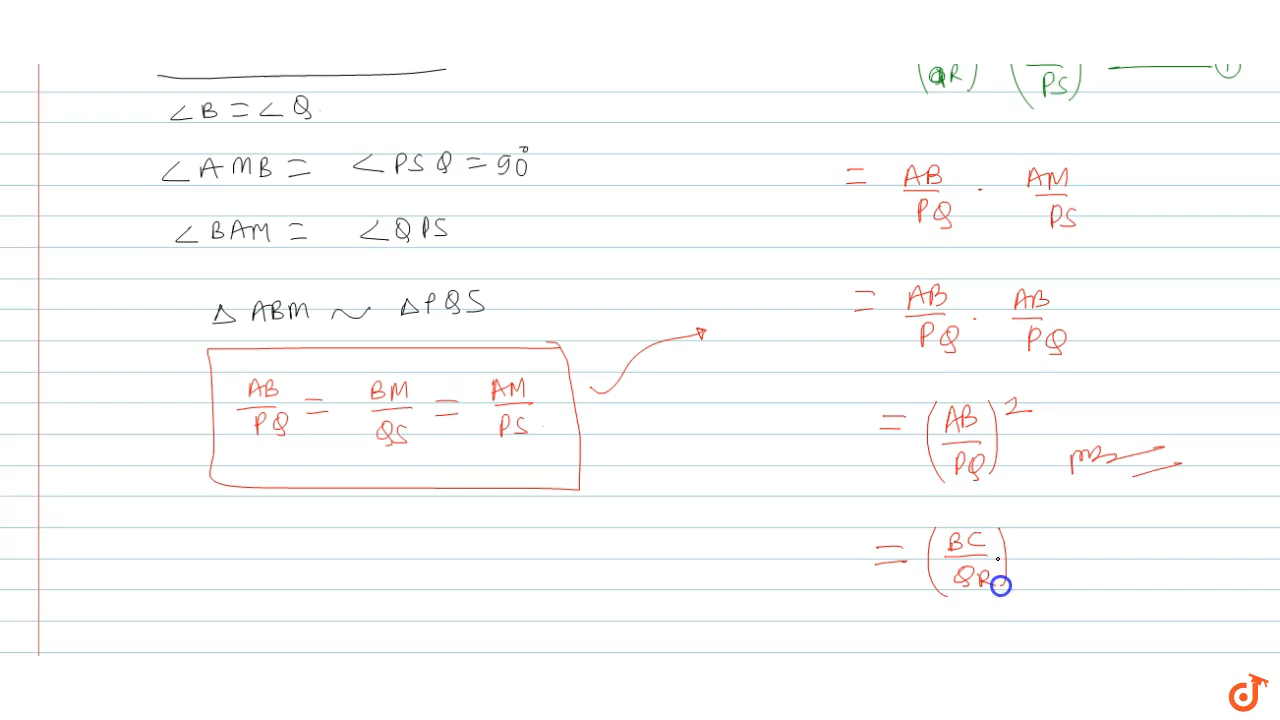 ∠B = ∠Q
∠AMB = ∠PSQ = 90°
∠BAM = ∠QPS
Δ ABM ~ ΔPQS
AB/PQ = BM/QS = AM/PS
(QR) (PS) ①
= AB/PQ · AM/PS
= AB/PQ · AB/PQ
= (AB/PQ)²
= (BC/QR)